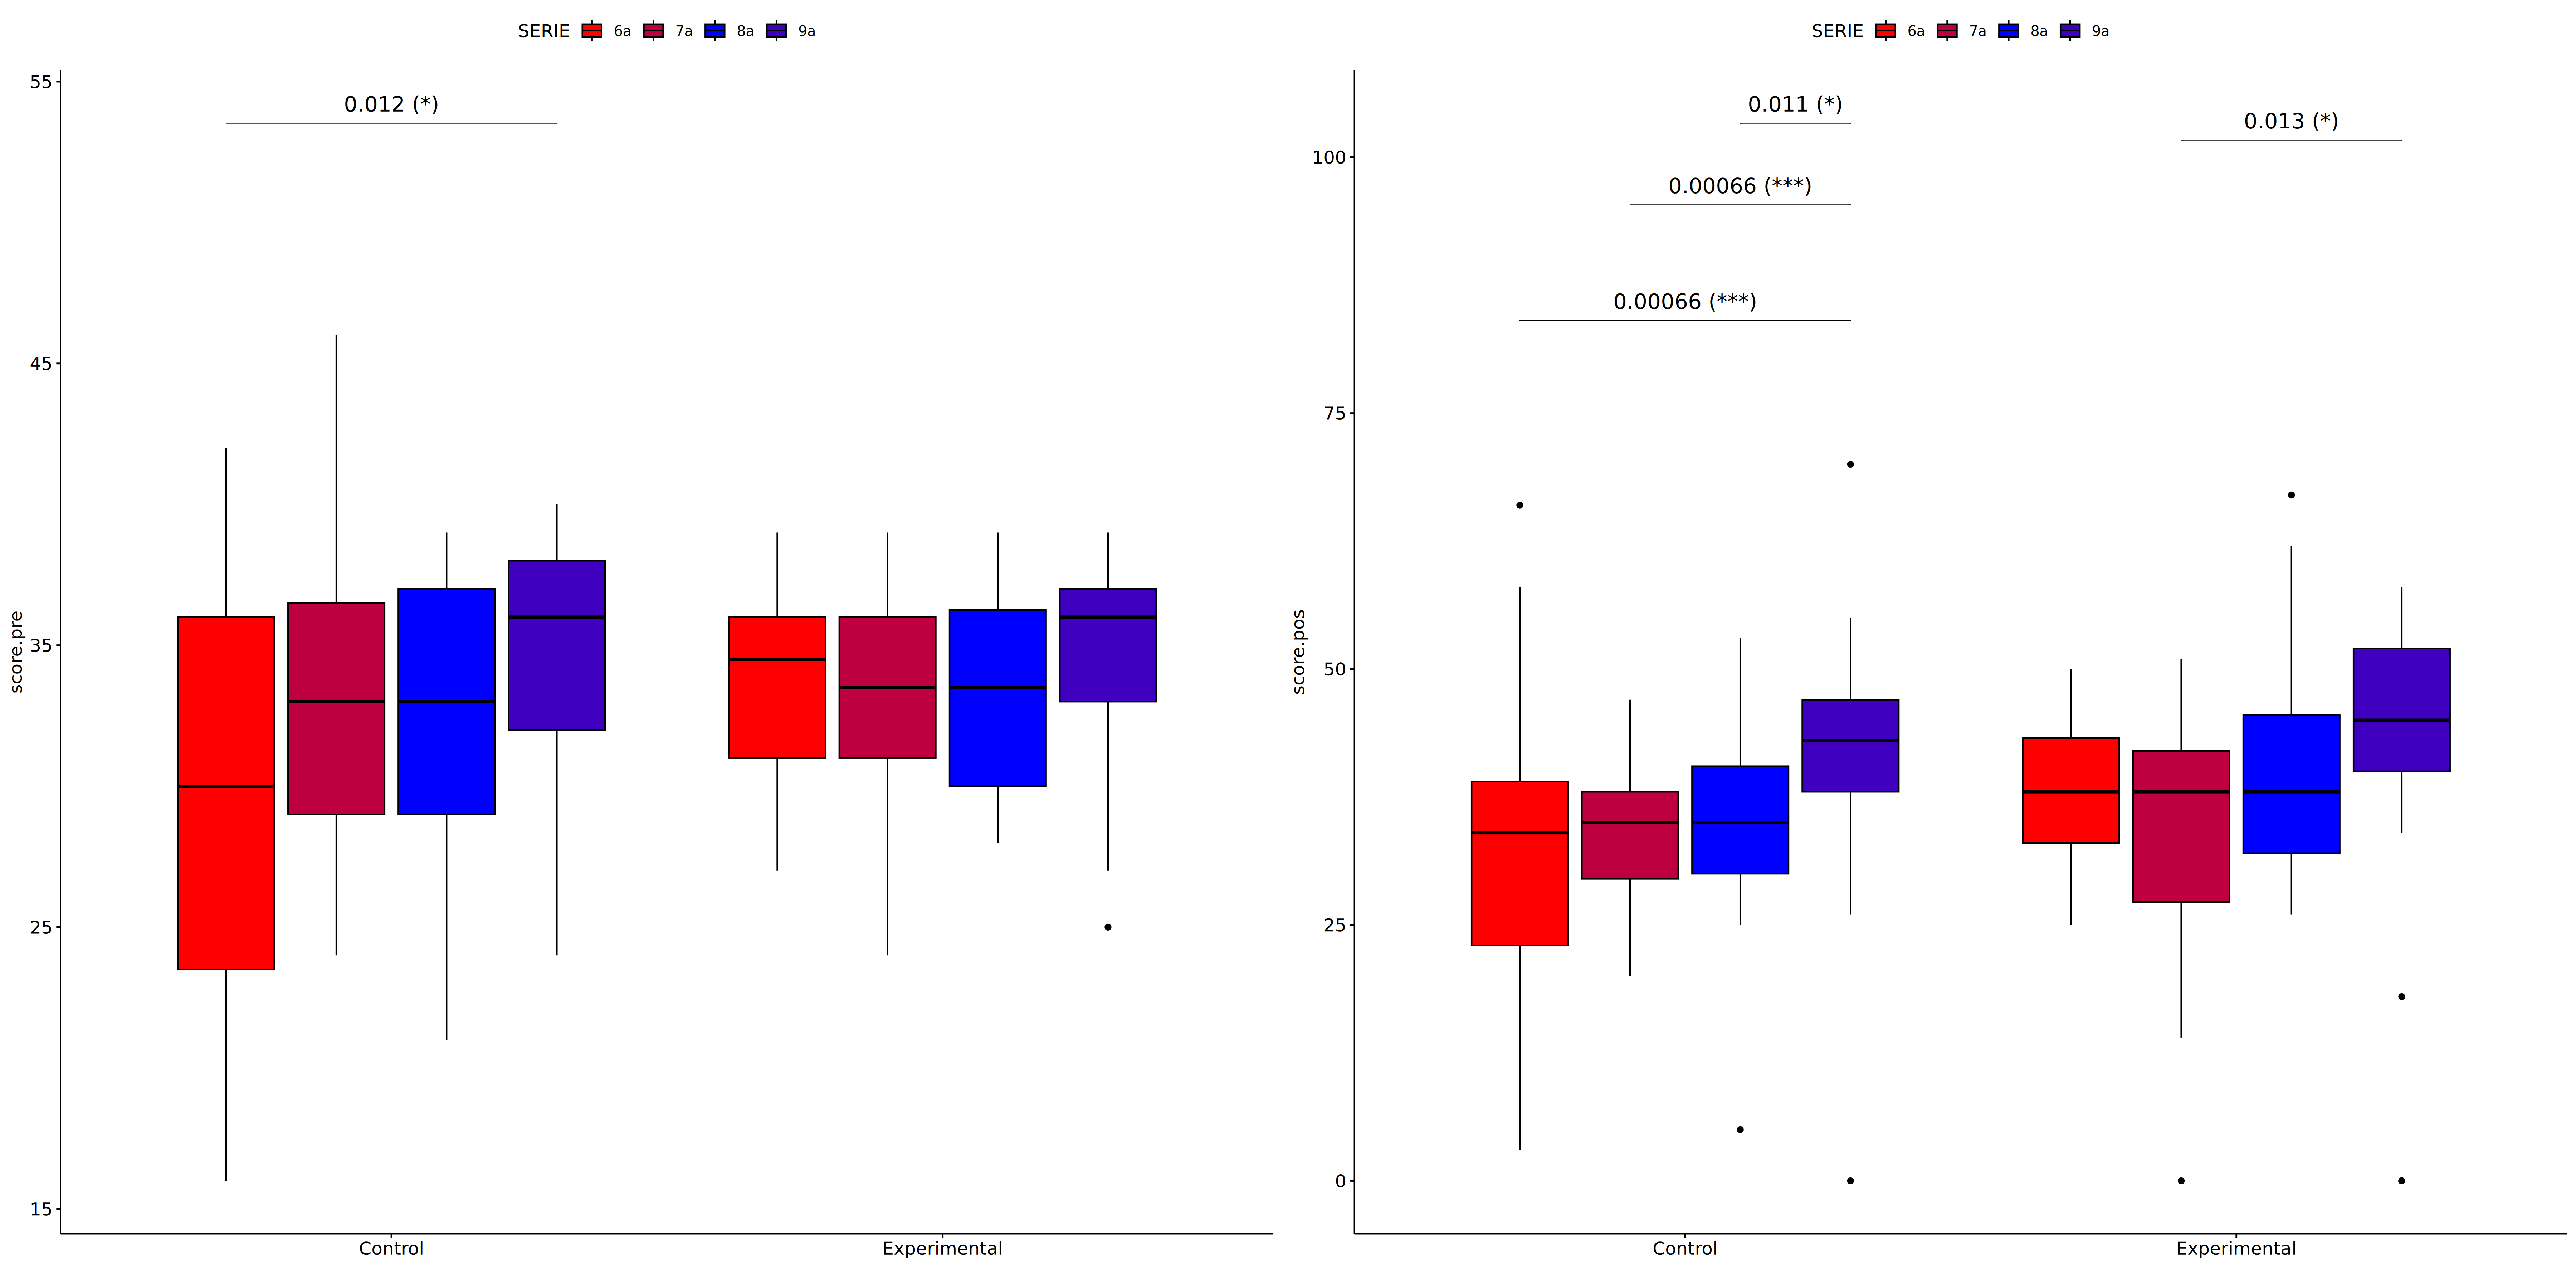 SERIE 6a 7a 8a 9a
55
45
35
25
15
score.pre
0.012 (*)
Control
Experimental
SERIE 6a 7a 8a 9a
100
75
50
25
0
score.pos
0.011 (*)
0.00066 (***)
0.00066 (***)
0.013 (*)
Control
Experimental